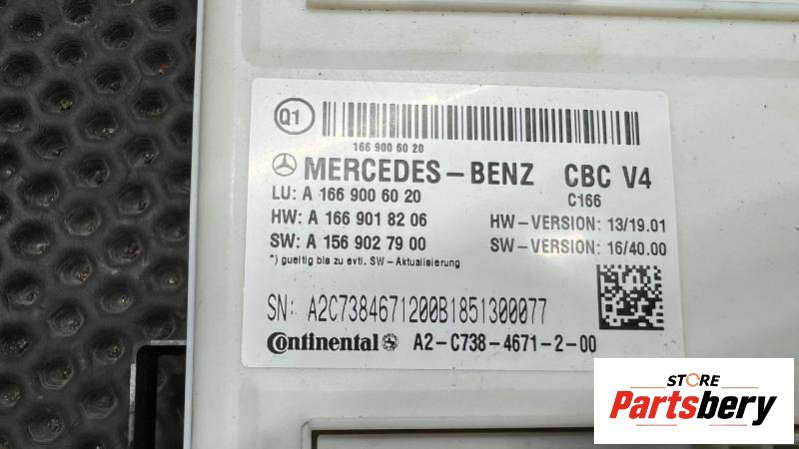 Q1
166 900 60 20
MERCEDES-BENZ CBC V4
LU: A 166 900 60 20 C166
HW: A 166 901 82 06 HW-VERSION: 13/19.01
SW: A 156 902 79 00 SW-VERSION: 16/40.00
*) gueltig bis zu evtl. SW-Aktualisierung
SN: A2C7384671200B1851300077
Continental A2-C738-4671-2-00
STORE
Partsbery